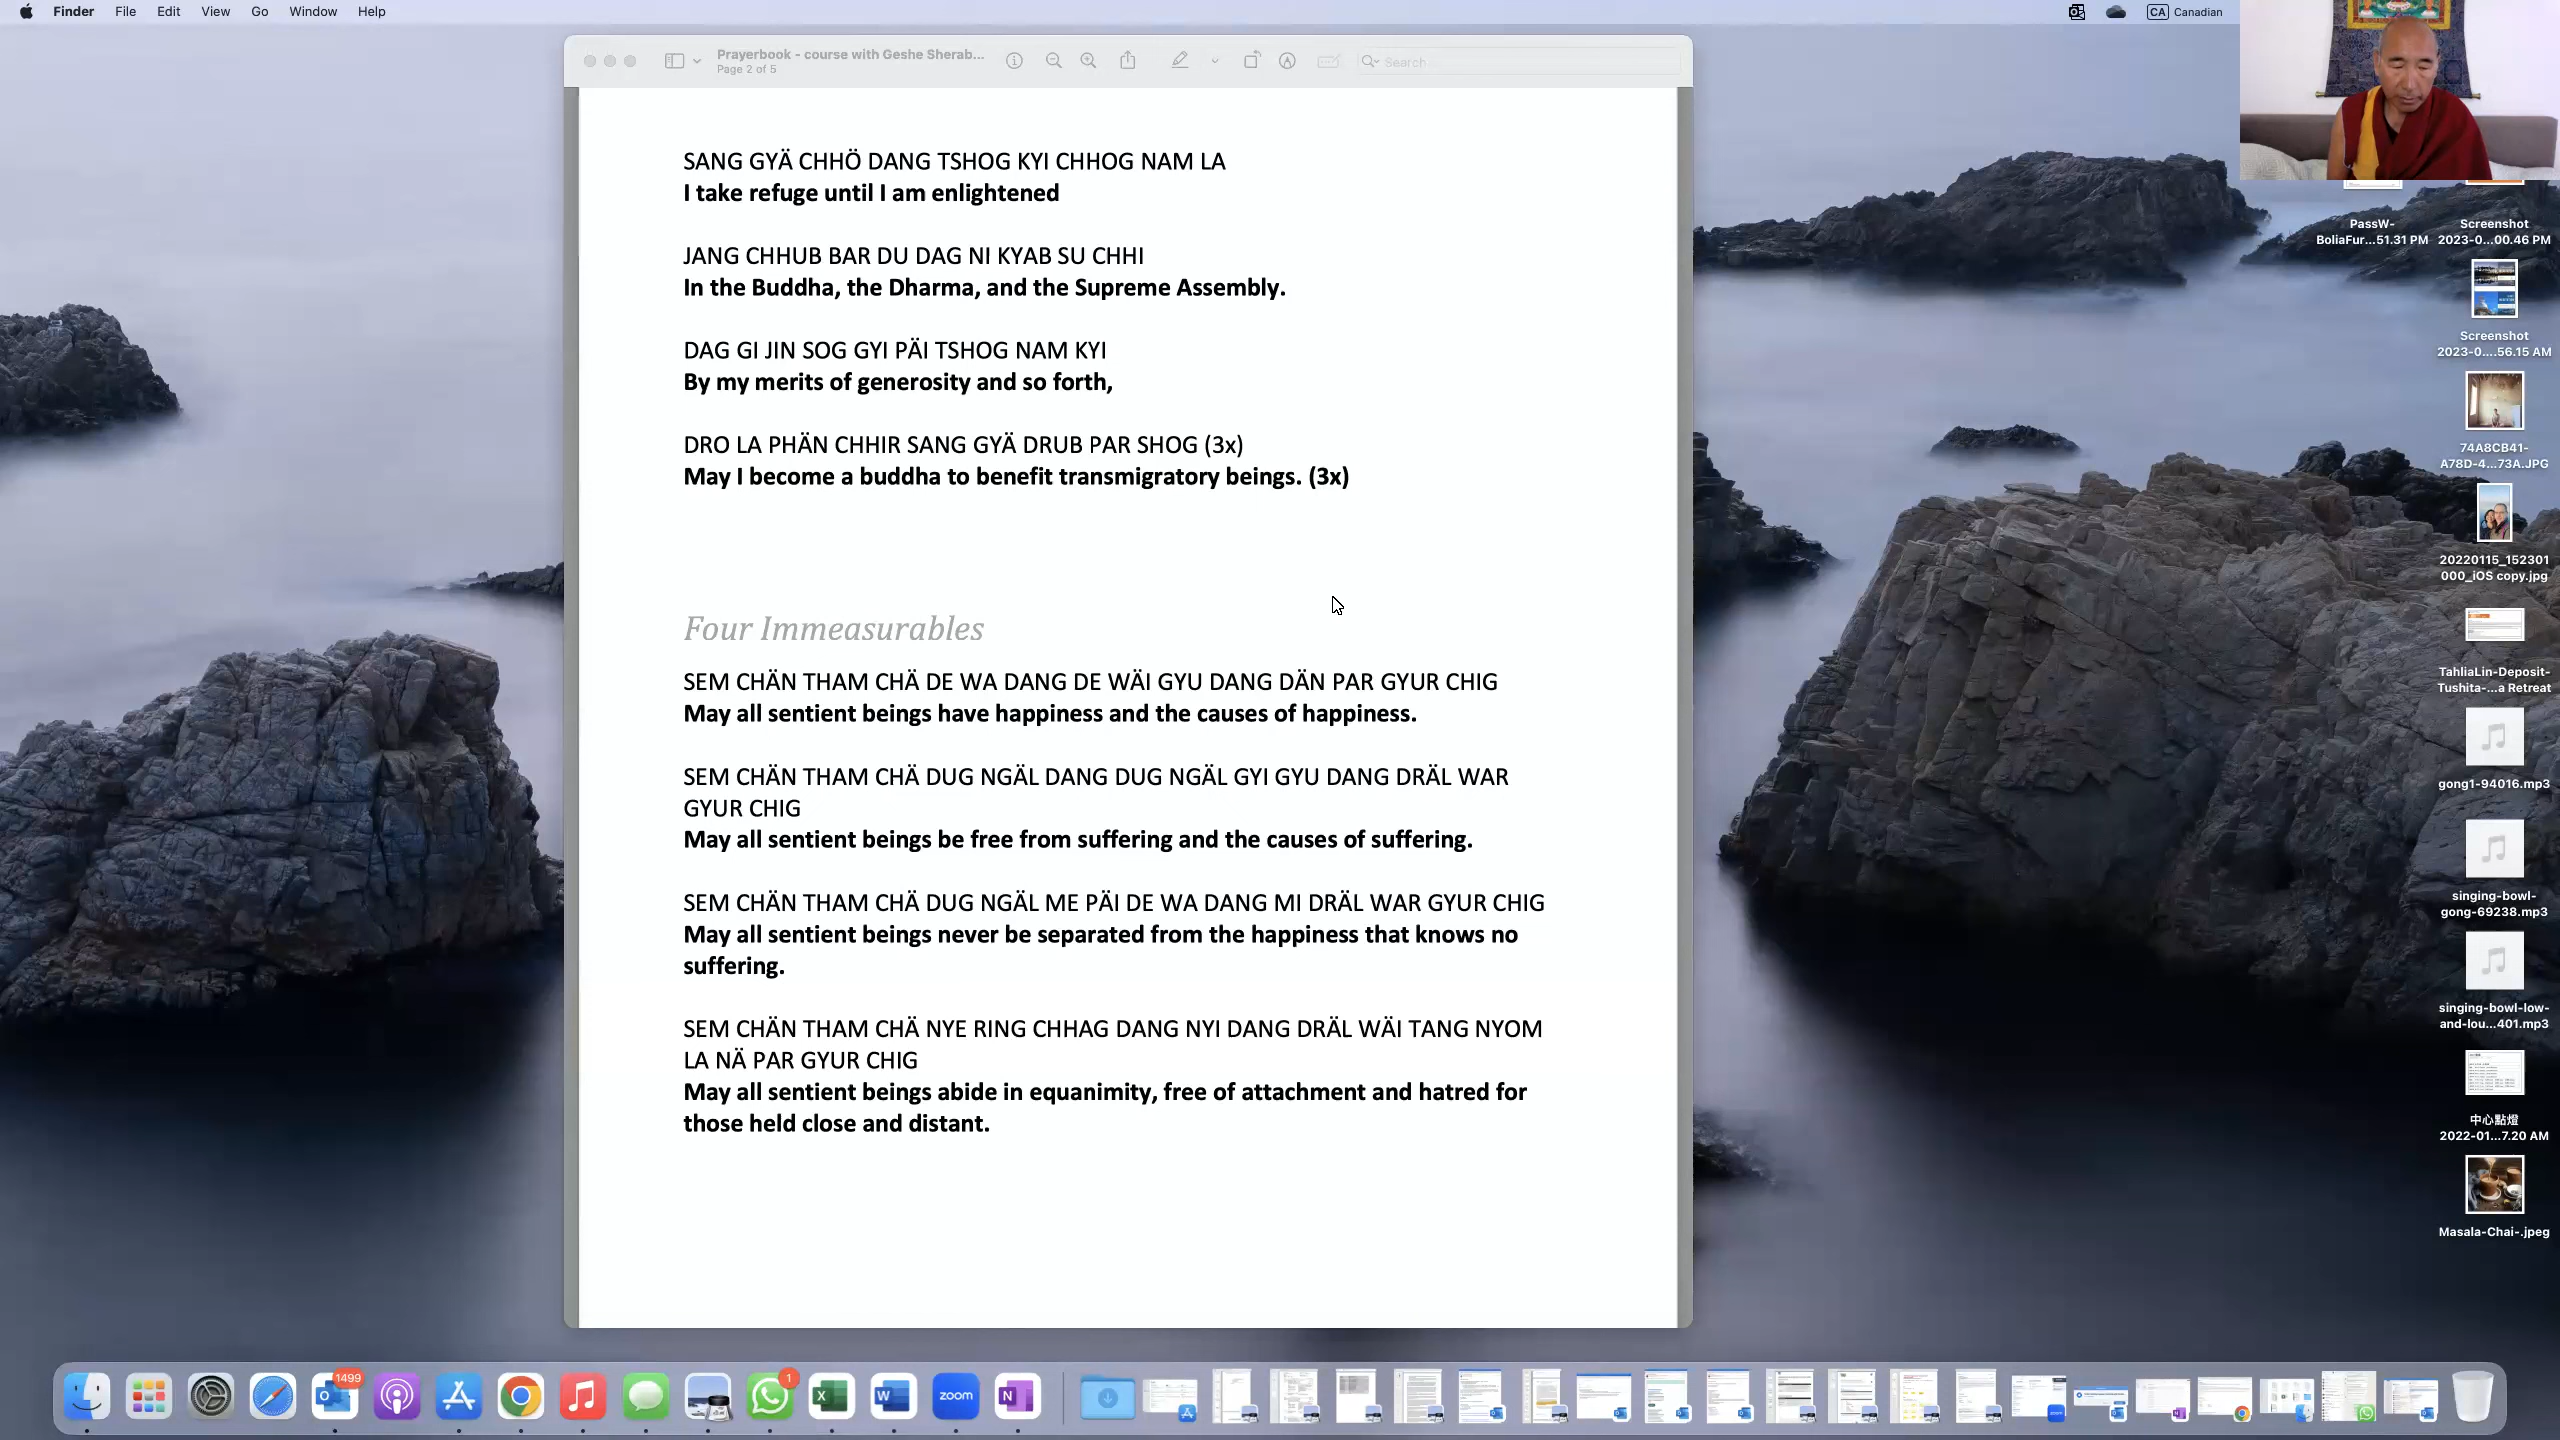 Finder File Edit View Go Window Help
CA Canadian
Prayerbook - course with Geshe Sherab...
Page 2 of 5
Search
SANG GYÄ CHHÖ DANG TSHOG KYI CHHOG NAM LA
I take refuge until I am enlightened
JANG CHHUB BAR DU DAG NI KYAB SU CHHI
In the Buddha, the Dharma, and the Supreme Assembly.
DAG GI JIN SOG GYI PÄI TSHOG NAM KYI
By my merits of generosity and so forth,
DRO LA PHÄN CHHIR SANG GYÄ DRUB PAR SHOG (3x)
May I become a buddha to benefit transmigratory beings. (3x)
Four Immeasurables
SEM CHÄN THAM CHÄ DE WA DANG DE WÄI GYU DANG DÄN PAR GYUR CHIG
May all sentient beings have happiness and the causes of happiness.
SEM CHÄN THAM CHÄ DUG NGÄL DANG DUG NGÄL GYI GYU DANG DRÄL WAR
GYUR CHIG
May all sentient beings be free from suffering and the causes of suffering.
SEM CHÄN THAM CHÄ DUG NGÄL ME PÄI DE WA DANG MI DRÄL WAR GYUR CHIG
May all sentient beings never be separated from the happiness that knows no
suffering.
SEM CHÄN THAM CHÄ NYE RING CHHAG DANG NYI DANG DRÄL WÄI TANG NYOM
LA NÄ PAR GYUR CHIG
May all sentient beings abide in equanimity, free of attachment and hatred for
those held close and distant.
PassW-
BoliaFur...51.31 PM
Screenshot
2023-0...00.46 PM
Screenshot
2023-0....56.15 AM
74A8CB41-
A78D-4...73A.JPG
20220115_152301
000_iOS copy.jpg
TahliaLin-Deposit-
Tushita-...a Retreat
gong1-94016.mp3
singing-bowl-
gong-69238.mp3
singing-bowl-low-
and-lou...401.mp3
中心點燈
2022-01...7.20 AM
Masala-Chai-.jpeg
1499
1
zoom